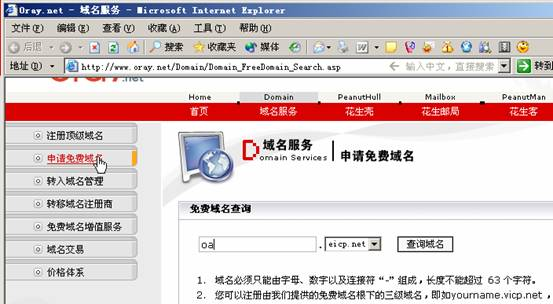 Oray.net - 域名服务 - Microsoft Internet Explorer
文件(F) 编辑(E) 查看(V) 收藏(A) 工具(T) 帮助(H)
后退 搜索 收藏夹 媒体
地址(D) http://www.oray.net/Domain/Domain_FreeDomain_Search.asp 输入中文，直接搜索 转到
.net
Home Domain PeanutHull Mailbox PeanutMan
首页 域名服务 花生壳 花生邮局 花生客
注册顶级域名
申请免费域名
转入域名管理
转移域名注册商
免费域名增值服务
域名交易
价格体系
域名服务
Domain Services
申请免费域名
免费域名查询
oa . eicp.net 查询域名
1. 域名必须只能由字母、数字以及连接符“-”组成，长度不能超过 63 个字符。
2. 您可以注册由我们提供的免费域名根下的三级域名，即如yourname.vicp.net，